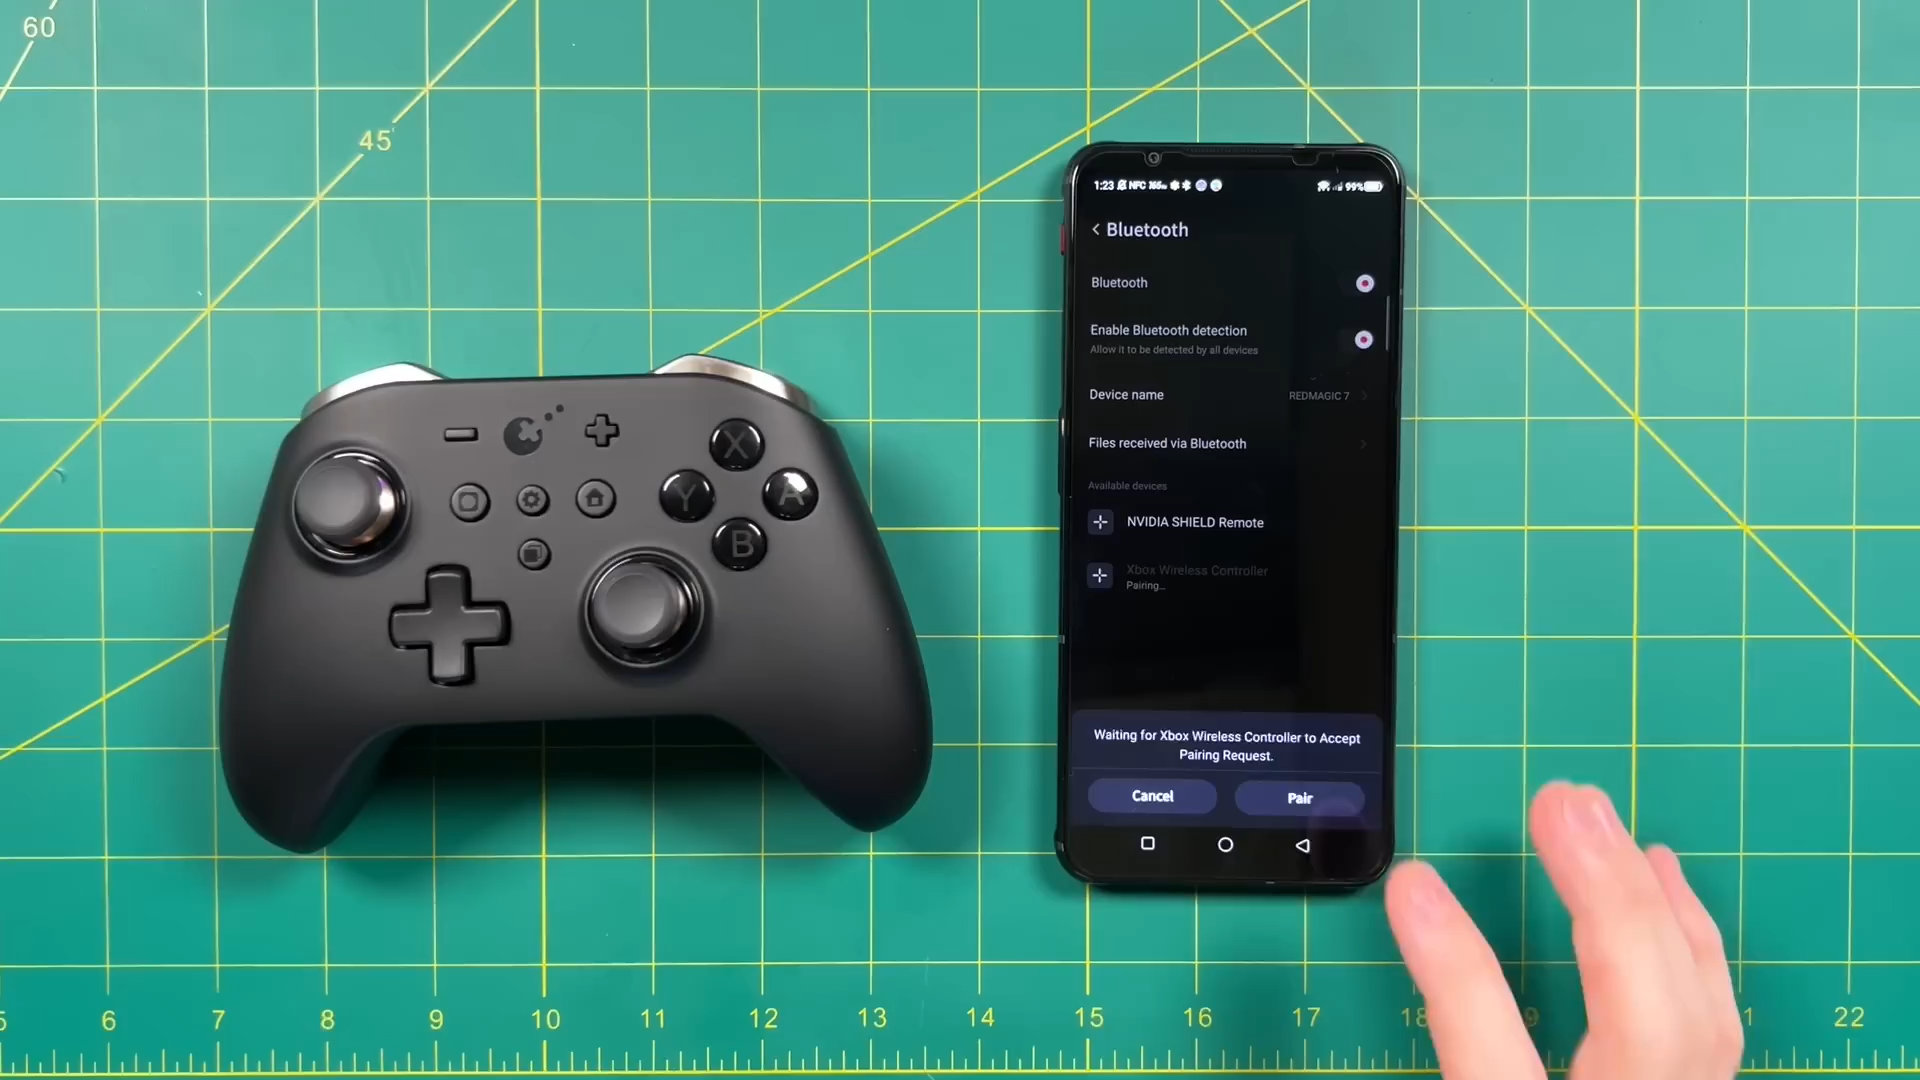 60
45
1:23 NFC 99%
Bluetooth
Bluetooth
Enable Bluetooth detection
Allow it to be detected by all devices
Device name REDMAGIC 7
Files received via Bluetooth
Available devices
NVIDIA SHIELD Remote
Xbox Wireless Controller
Pairing...
Waiting for Xbox Wireless Controller to Accept
Pairing Request.
Cancel Pair
X
Y A
B
6 7 8 9 10 11 12 13 14 15 16 17 18 22